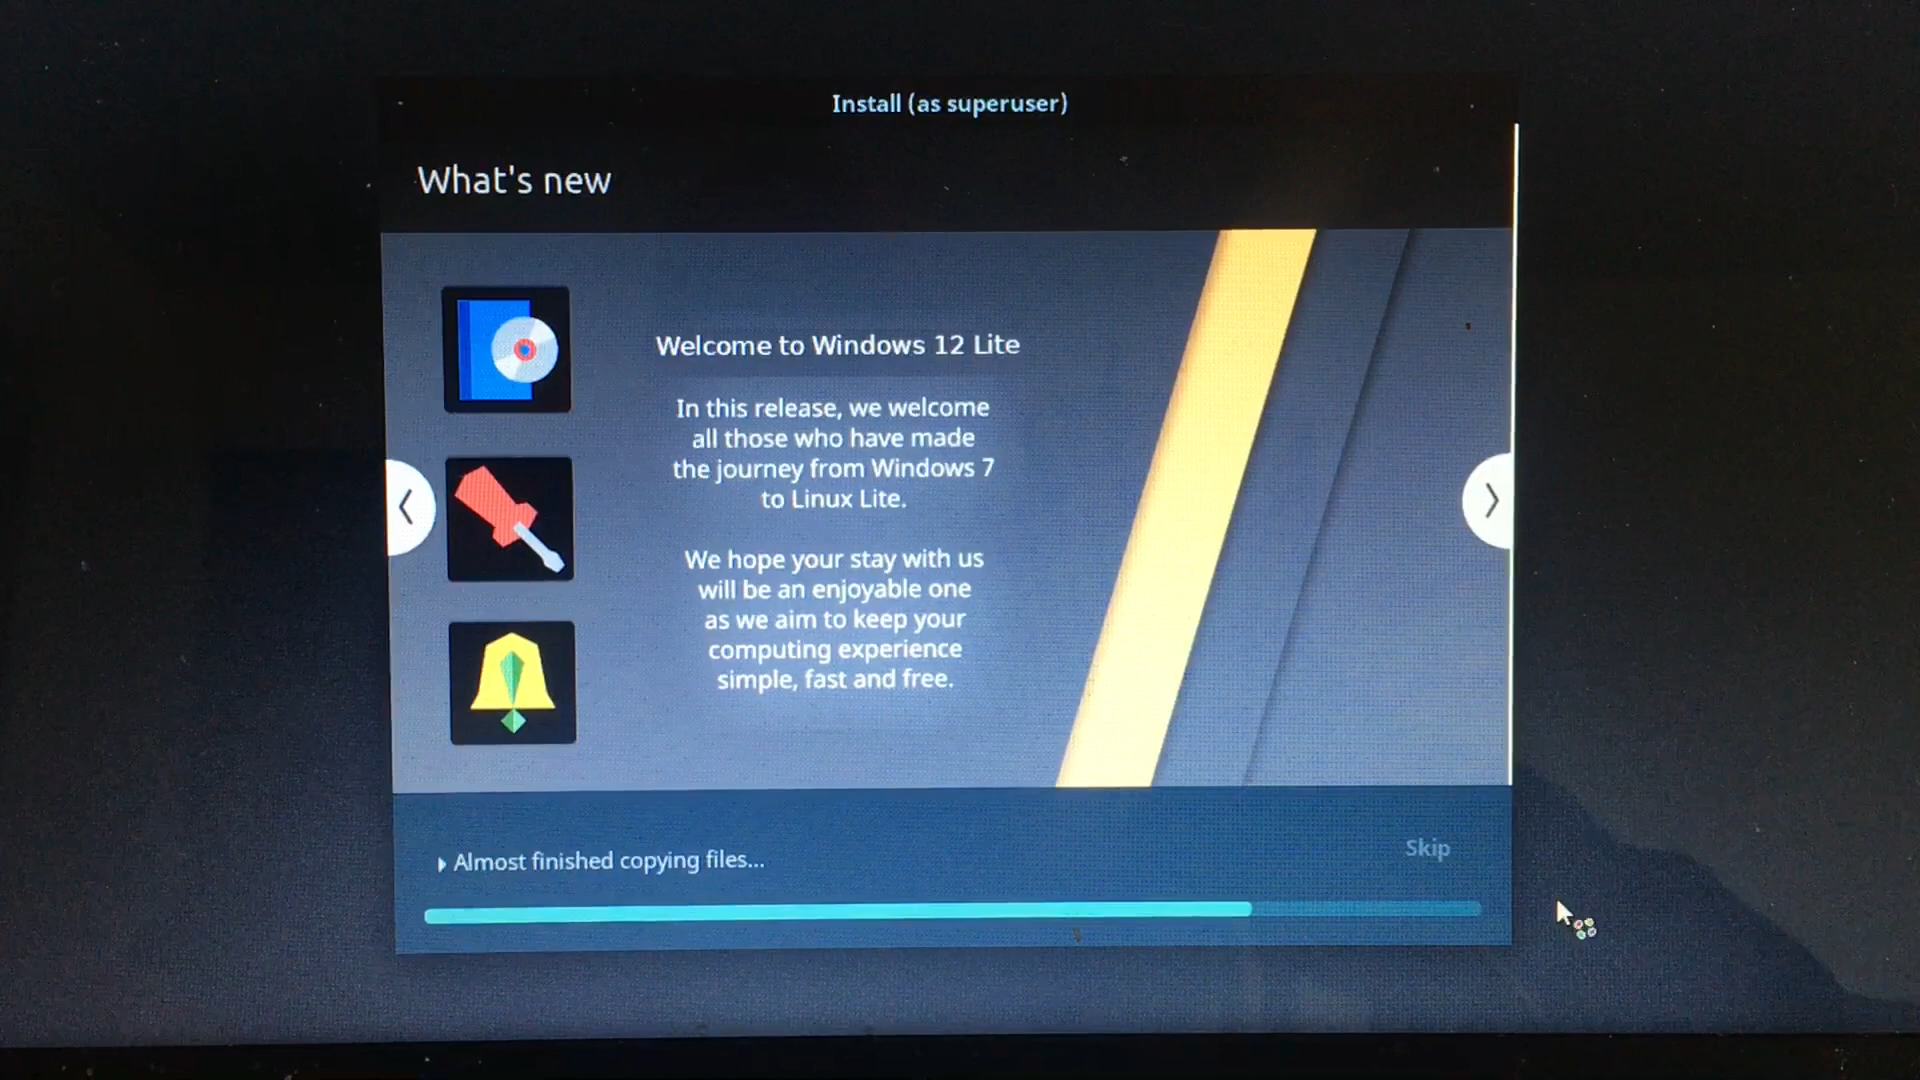 Install (as superuser)
What's new
Welcome to Windows 12 Lite
In this release, we welcome
all those who have made
the journey from Windows 7
to Linux Lite.
We hope your stay with us
will be an enjoyable one
as we aim to keep your
computing experience
simple, fast and free.
Almost finished copying files...
Skip